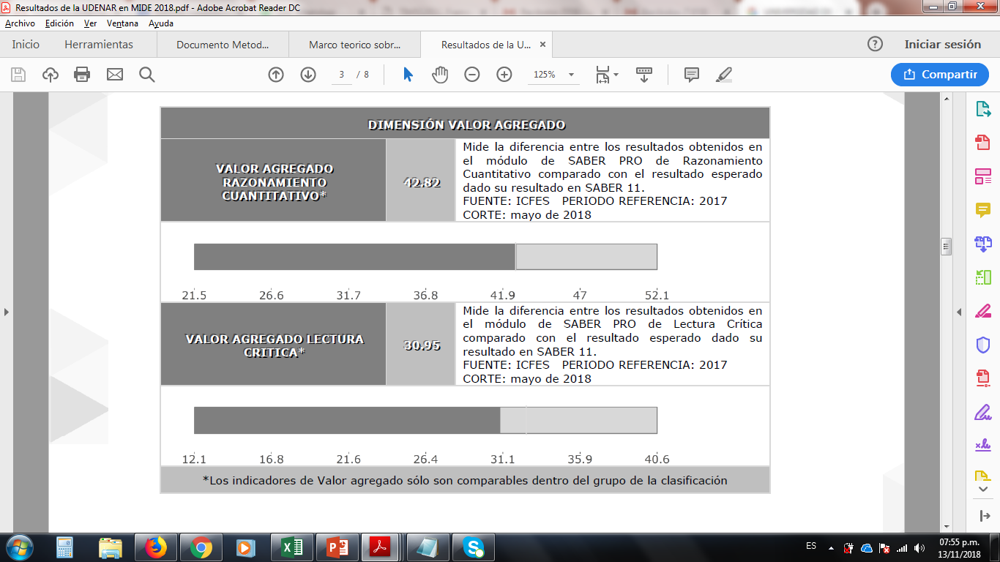 Resultados de la UDENAR en MIDE 2018.pdf - Adobe Acrobat Reader DC
Archivo Edición Ver Ventana Ayuda
Inicio Herramientas Documento Metod... Marco teorico sobr... Resultados de la U... × ? Iniciar sesión
3 / 8 125% Compartir
DIMENSIÓN VALOR AGREGADO
VALOR AGREGADO
RAZONAMIENTO
CUANTITATIVO*
42.82
Mide la diferencia entre los resultados obtenidos en
el módulo de SABER PRO de Razonamiento
Cuantitativo comparado con el resultado esperado
dado su resultado en SABER 11.
FUENTE: ICFES PERIODO REFERENCIA: 2017
CORTE: mayo de 2018
21.5 26.6 31.7 36.8 41.9 47 52.1
VALOR AGREGADO LECTURA
CRITICA*
30.95
Mide la diferencia entre los resultados obtenidos en
el módulo de SABER PRO de Lectura Crítica
comparado con el resultado esperado dado su
resultado en SABER 11.
FUENTE: ICFES PERIODO REFERENCIA: 2017
CORTE: mayo de 2018
12.1 16.8 21.6 26.4 31.1 35.9 40.6
*Los indicadores de Valor agregado sólo son comparables dentro del grupo de la clasificación
ES
07:55 p.m.
13/11/2018